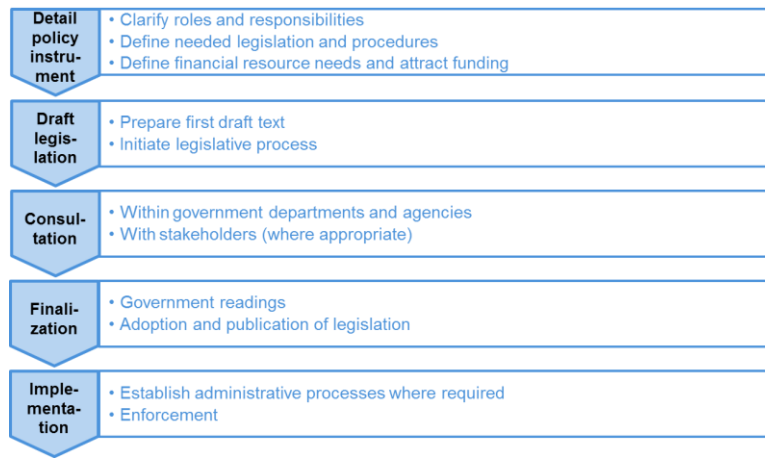 Detail
policy
instru-
ment
• Clarify roles and responsibilities
• Define needed legislation and procedures
• Define financial resource needs and attract funding
Draft
legis-
lation
• Prepare first draft text
• Initiate legislative process
Consul-
tation
• Within government departments and agencies
• With stakeholders (where appropriate)
Finali-
zation
• Government readings
• Adoption and publication of legislation
Imple-
menta-
tion
• Establish administrative processes where required
• Enforcement